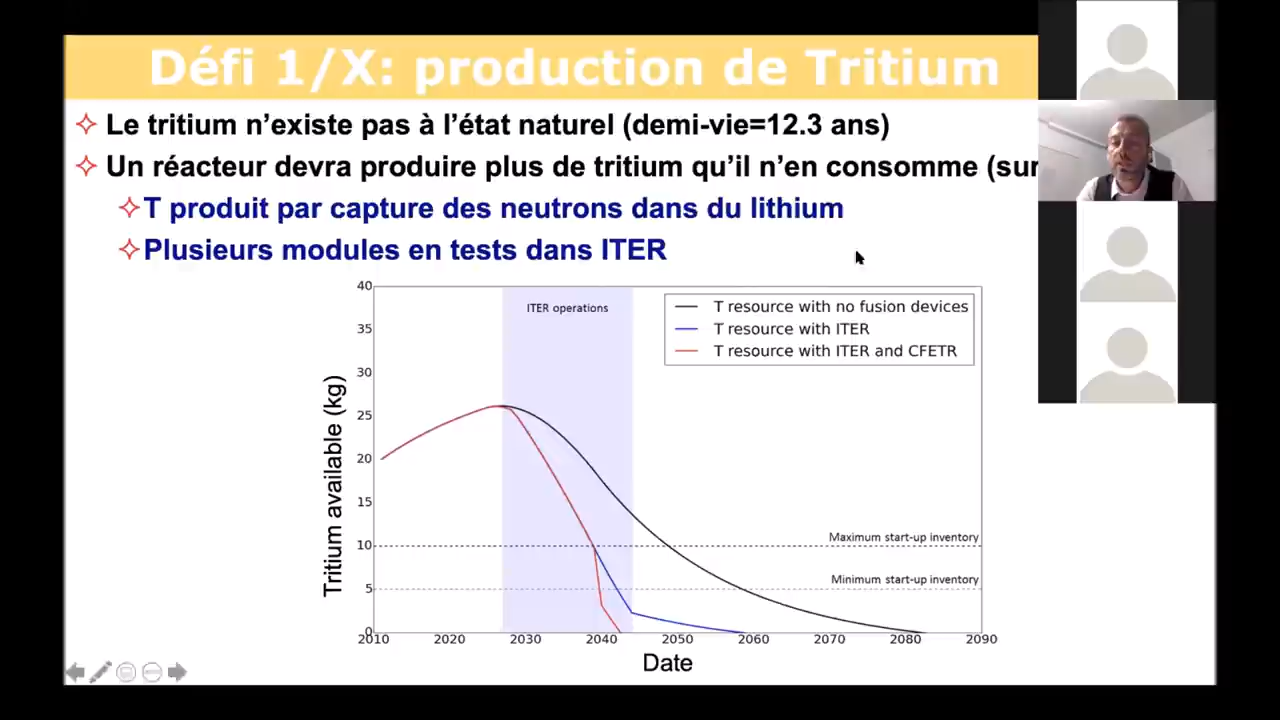 Défi 1/X: production de Tritium
Le tritium n’existe pas à l’état naturel (demi-vie=12.3 ans)
Un réacteur devra produire plus de tritium qu’il n’en consomme (sur
T produit par capture des neutrons dans du lithium
Plusieurs modules en tests dans ITER
40
35
30
25
20
15
10
5
0
Tritium available (kg)
ITER operations
T resource with no fusion devices
T resource with ITER
T resource with ITER and CFETR
Maximum start-up inventory
Minimum start-up inventory
2010 2020 2030 2040 2050 2060 2070 2080 2090
Date